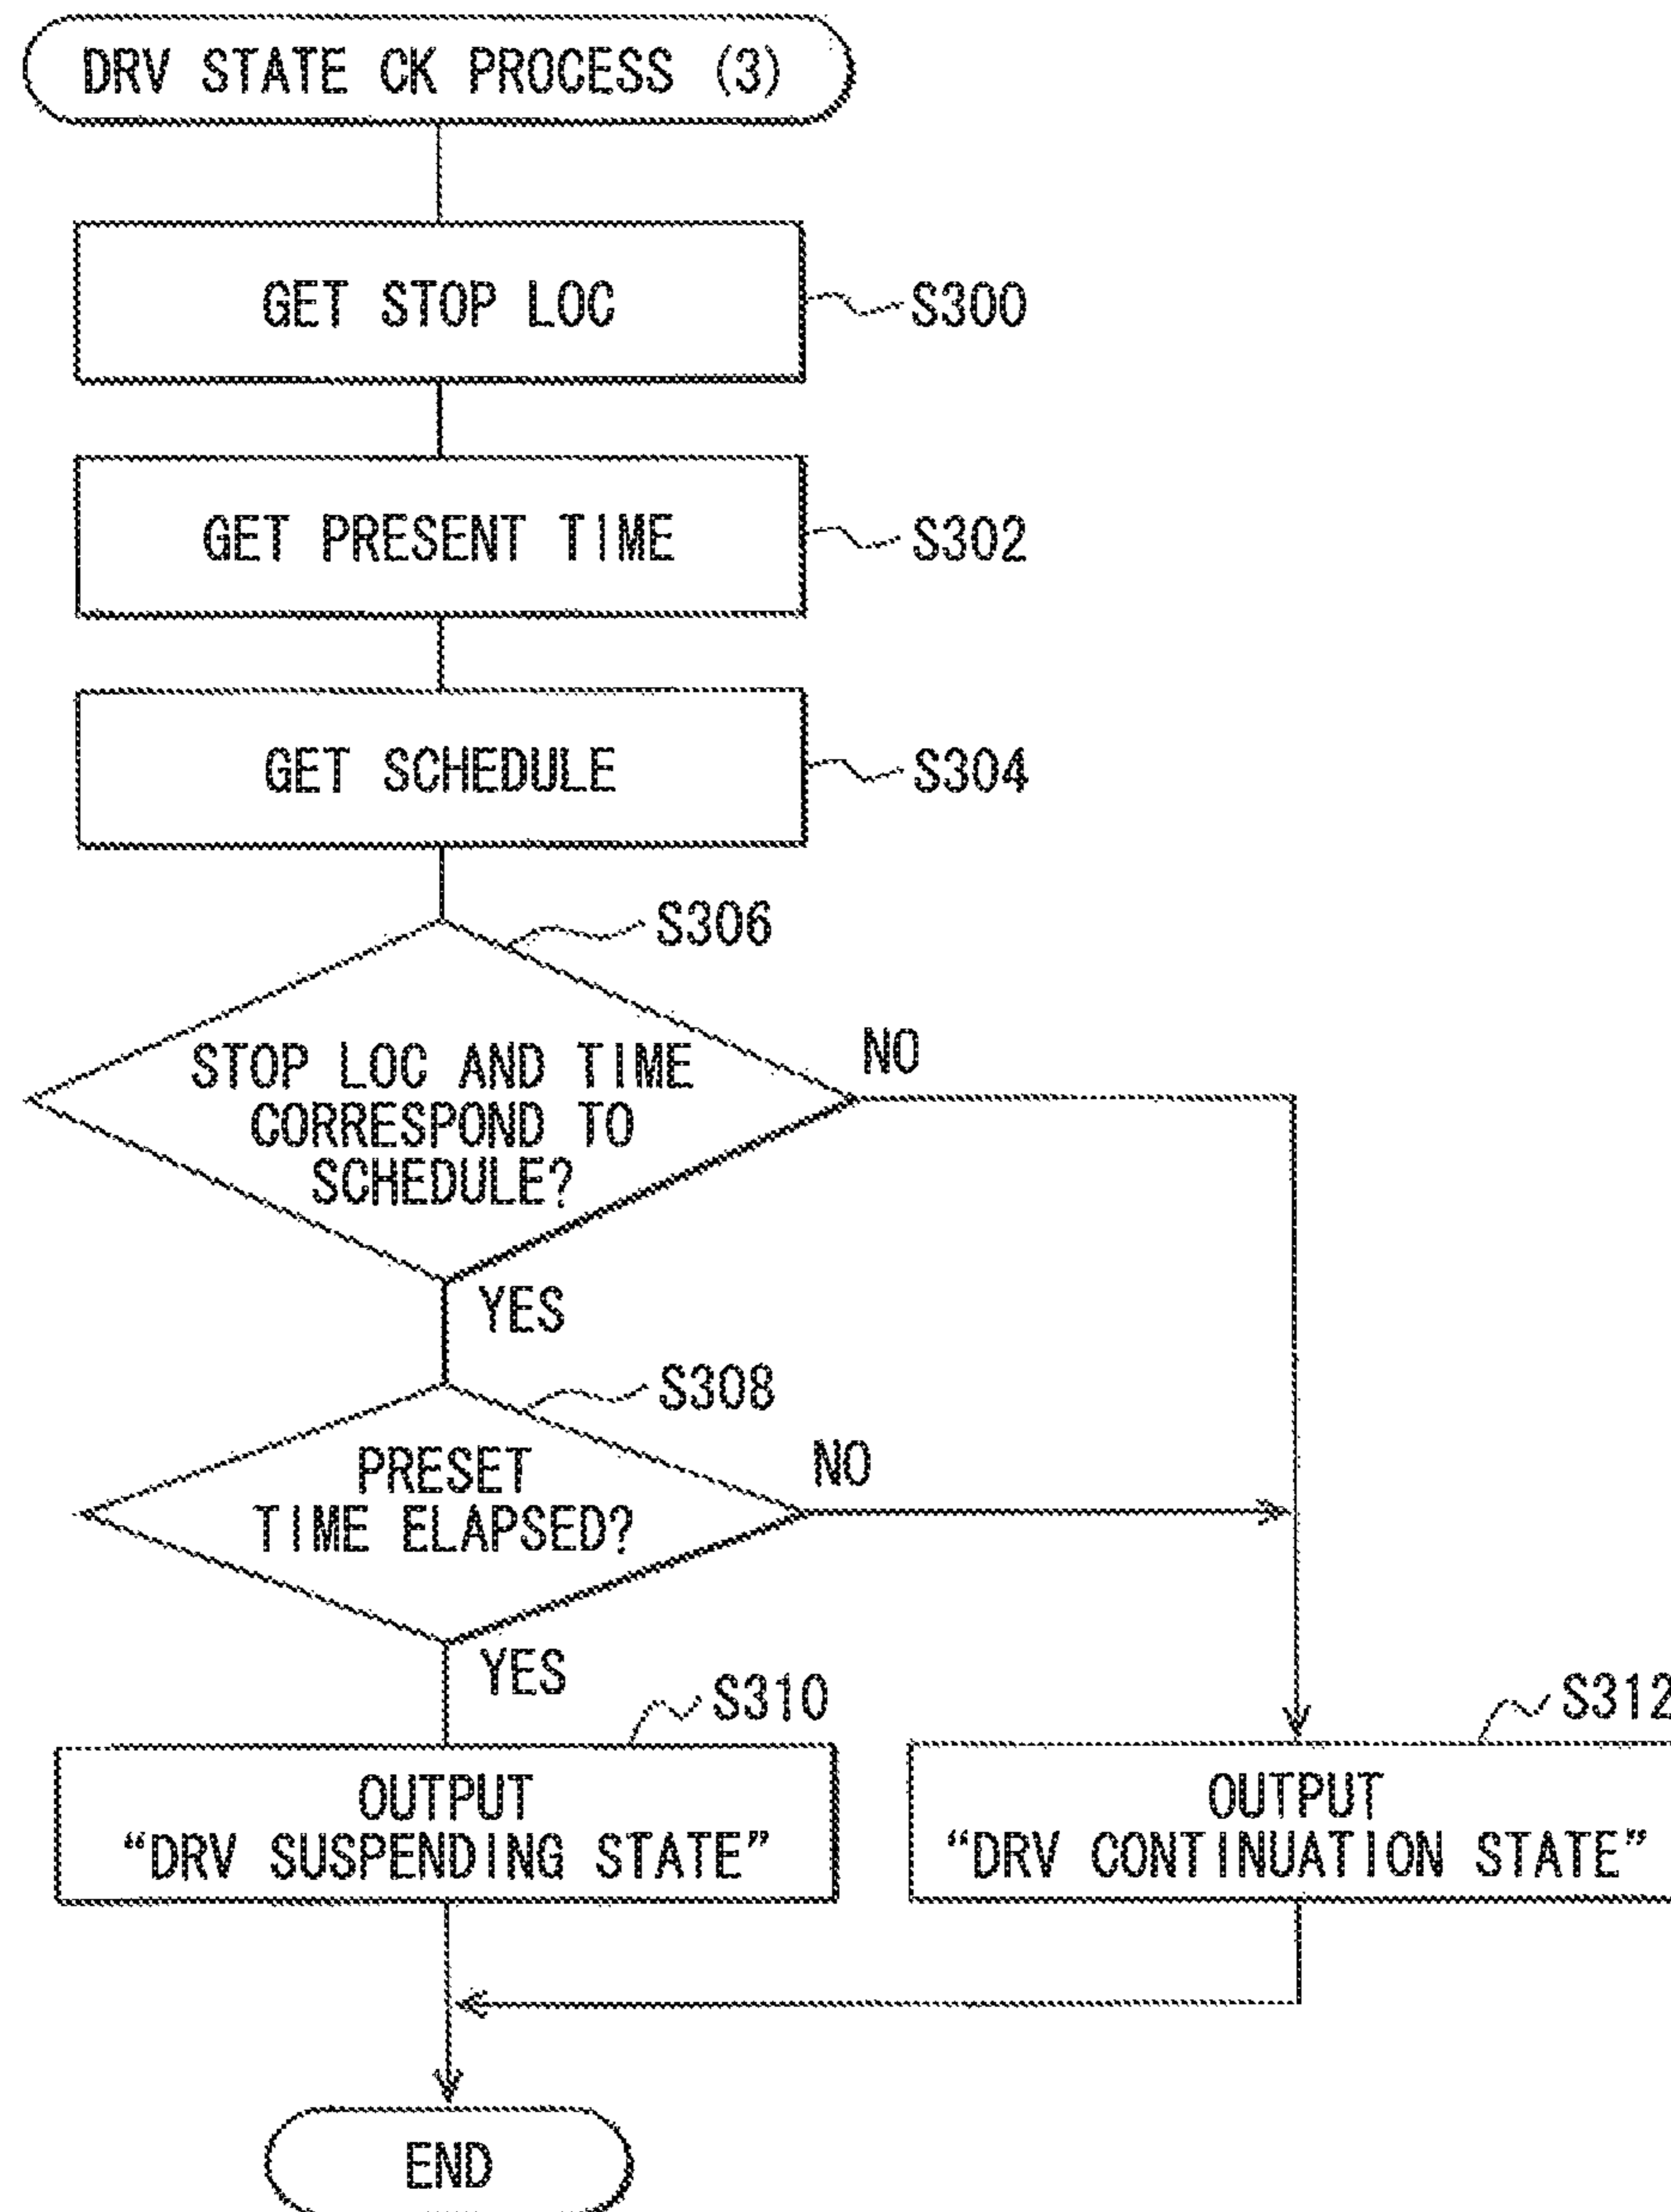 DRV STATE CK PROCESS (3)
GET STOP LOC
S300
GET PRESENT TIME
S302
GET SCHEDULE
S304
S306
STOP LOC AND TIME
CORRESPOND TO
SCHEDULE?
NO
YES
S308
PRESET
TIME ELAPSED?
NO
YES
S310
OUTPUT
“DRV SUSPENDING STATE”
S312
OUTPUT
“DRV CONTINUATION STATE”
END